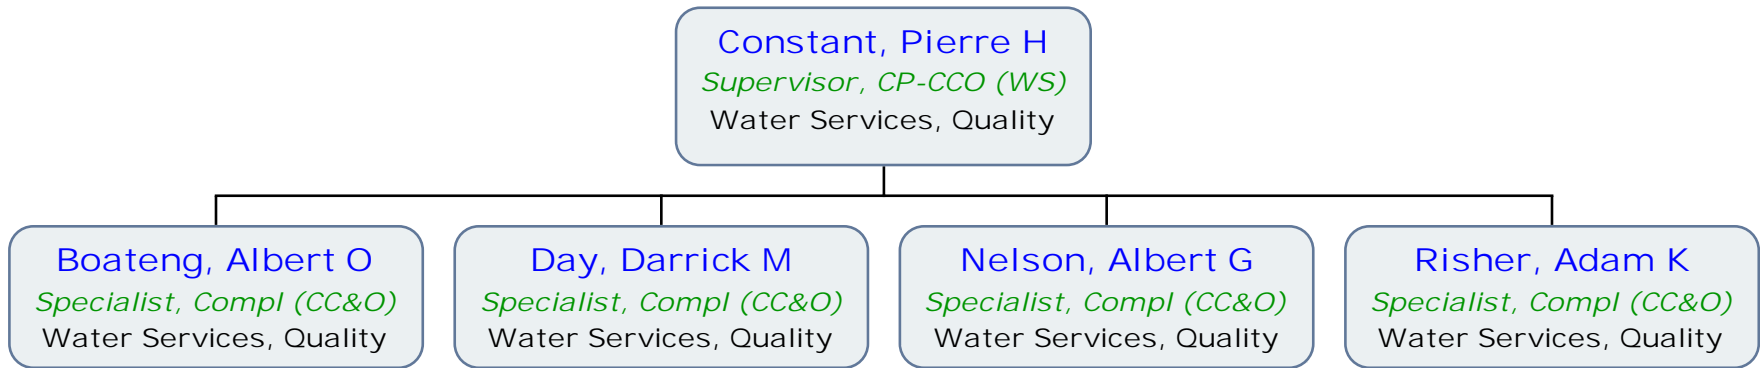 Constant, Pierre H
Supervisor, CP-CCO (WS)
Water Services, Quality
Boateng, Albert O
Specialist, Compl (CC&O)
Water Services, Quality
Day, Darrick M
Specialist, Compl (CC&O)
Water Services, Quality
Nelson, Albert G
Specialist, Compl (CC&O)
Water Services, Quality
Risher, Adam K
Specialist, Compl (CC&O)
Water Services, Quality